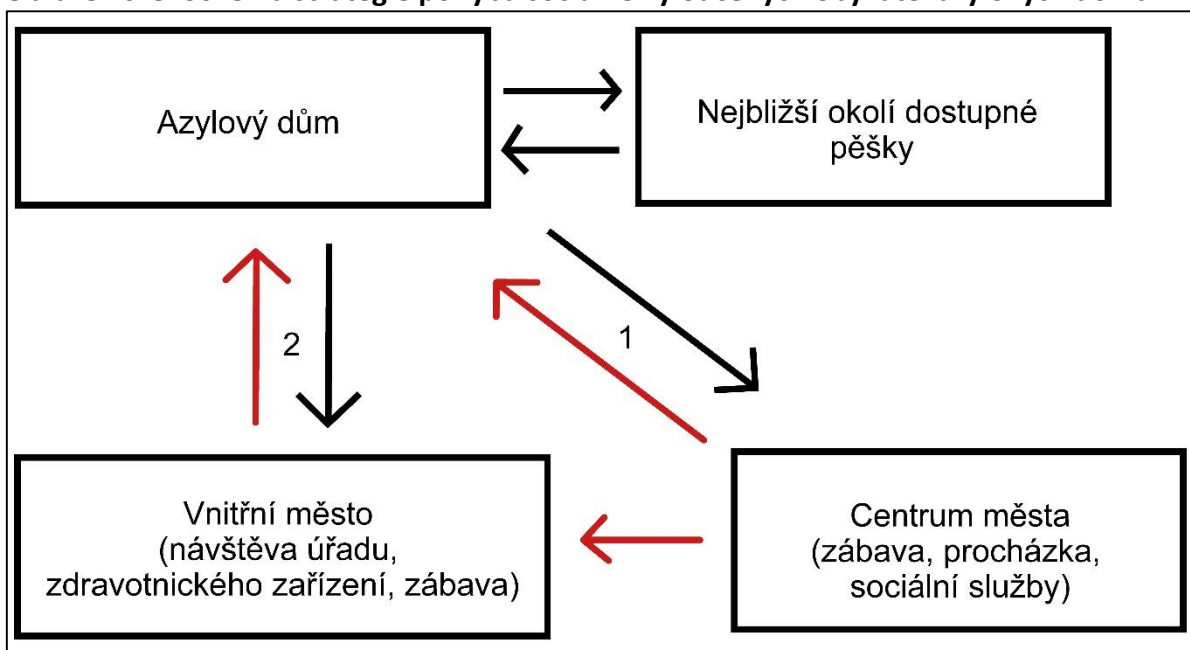 Azylový dům
Nejbližší okolí dostupné
pěšky
1
2
Vnitřní město
(návštěva úřadu,
zdravotnického zařízení, zábava)
Centrum města
(zábava, procházka,
sociální služby)